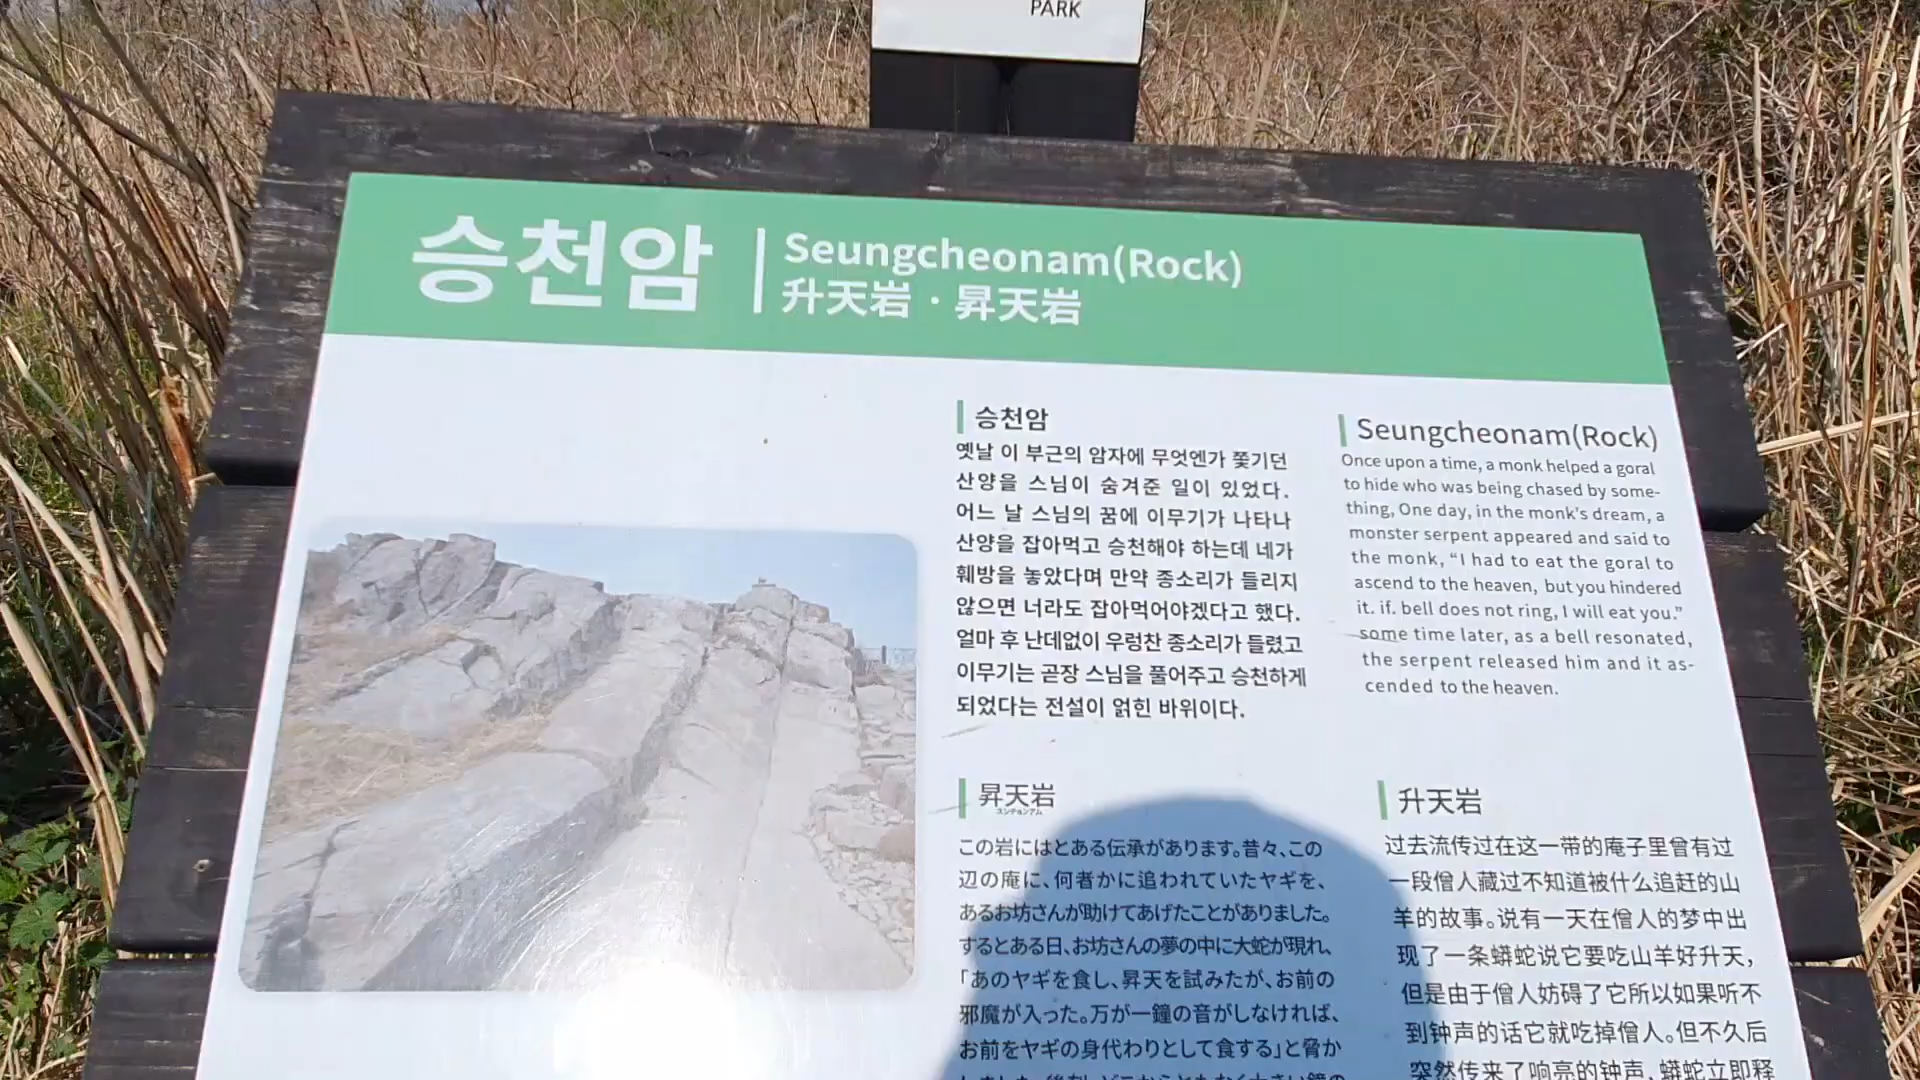 PARK
승천암
Seungcheonam(Rock)
升天岩 · 昇天岩
승천암
옛날 이 부근의 암자에 무엇엔가 쫓기던
산양을 스님이 숨겨준 일이 있었다.
어느 날 스님의 꿈에 이무기가 나타나
산양을 잡아먹고 승천해야 하는데 네가
훼방을 놓았다며 만약 종소리가 들리지
않으면 너라도 잡아먹어야겠다고 했다.
얼마 후 난데없이 우렁찬 종소리가 들렸고
이무기는 곧장 스님을 풀어주고 승천하게
되었다는 전설이 얽힌 바위이다.
Seungcheonam(Rock)
Once upon a time, a monk helped a goral
to hide who was being chased by some-
thing, One day, in the monk's dream, a
monster serpent appeared and said to
the monk, “I had to eat the goral to
ascend to the heaven, but you hindered
it. if. bell does not ring, I will eat you.”
some time later, as a bell resonated,
the serpent released him and it as-
cended to the heaven.
昇天岩
スンチョンアム
この岩にはとある伝承があります。昔々、この
辺の庵に、何者かに追われていたヤギを、
あるお坊さんが助けてあげたことがありました。
するとある日、お坊さんの夢の中に大蛇が現れ、
「あのヤギを食し、昇天を試みたが、お前の
邪魔が入った。万が一鐘の音がしなければ、
お前をヤギの身代わりとして食する」と脅か
升天岩
过去流传过在这一带的庵子里曾有过
一段僧人藏过不知道被什么追赶的山
羊的故事。说有一天在僧人的梦中出
现了一条蟒蛇说它要吃山羊好升天,
但是由于僧人妨碍了它所以如果听不
到钟声的话它就吃掉僧人。但不久后
突然传来了响亮的钟声,蟒蛇立即释